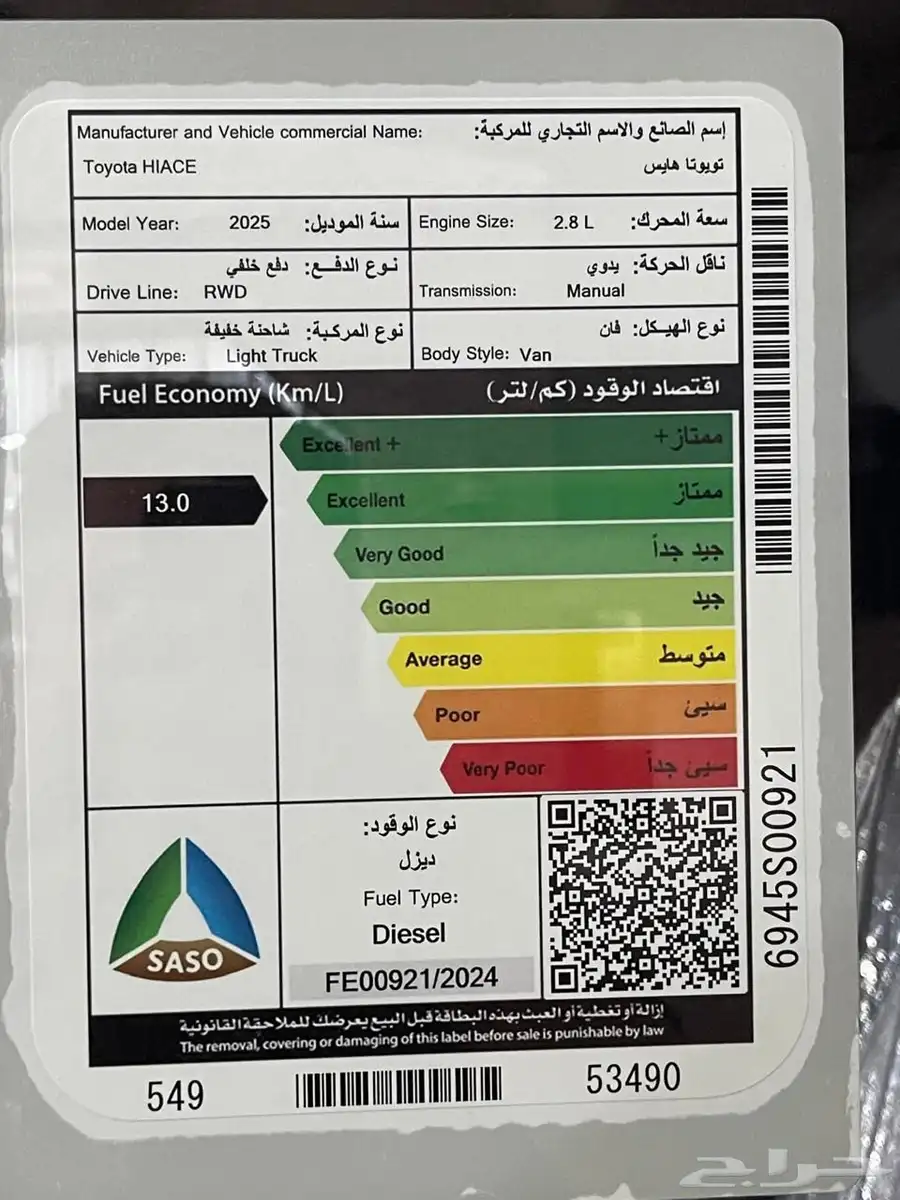 Manufacturer and Vehicle commercial Name: إسم الصانع والاسم التجاري للمركبة:
Toyota HIACE تويوتا هايس
Model Year: 2025 سنة الموديل: Engine Size: 2.8 L سعة المحرك:
نـوع الدفـــع: دفع خلفي
Drive Line: RWD
ناقل الحركة: يدوي
Transmission: Manual
نوع المركـبة: شاحنة خفيفة
Vehicle Type: Light Truck
نوع الهيـكل: فان
Body Style: Van
Fuel Economy (Km/L) اقتصاد الوقود (كم/لتر)
Excellent + ممتاز+
13.0
Excellent ممتاز
Very Good جيد جداً
Good جيد
Average متوسط
Poor سيئ
Very Poor سيئ جداً
SASO
نوع الوقود:
ديزل
Fuel Type:
Diesel
FE00921/2024
6945S00921
إزالة أو تغطية أو العبث بهذه البطاقة قبل البيع يعرضك للملاحقة القانونية
The removal, covering or damaging of this label before sale is punishable by law
549 53490
حراج